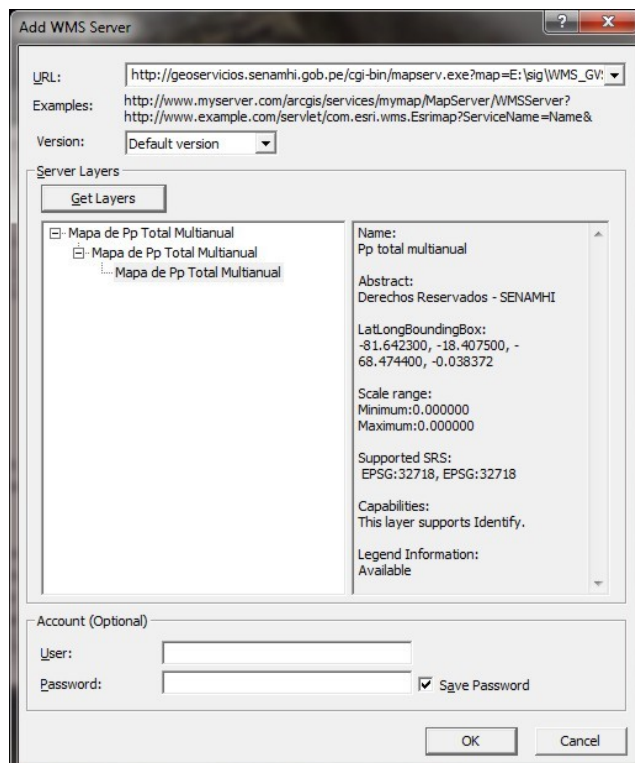 Add WMS Server
URL:
http://geoservicios.senamhi.gob.pe/cgi-bin/mapserv.exe?map=E:\sig\WMS_GV:
Examples:
http://www.myserver.com/arcgis/services/mymap/MapServer/WMSServer?
http://www.example.com/servlet/com.esri.wms.Esrimap?ServiceName=Name&
Version:
Default version
Server Layers
Get Layers
Mapa de Pp Total Multianual
Mapa de Pp Total Multianual
Mapa de Pp Total Multianual
Name:
Pp total multianual
Abstract:
Derechos Reservados - SENAMHI
LatLongBoundingBox:
-81.642300, -18.407500, -
68.474400, -0.038372
Scale range:
Minimum:0.000000
Maximum:0.000000
Supported SRS:
EPSG:32718, EPSG:32718
Capabilities:
This layer supports Identify.
Legend Information:
Available
Account (Optional)
User:
Password:
Save Password
OK
Cancel